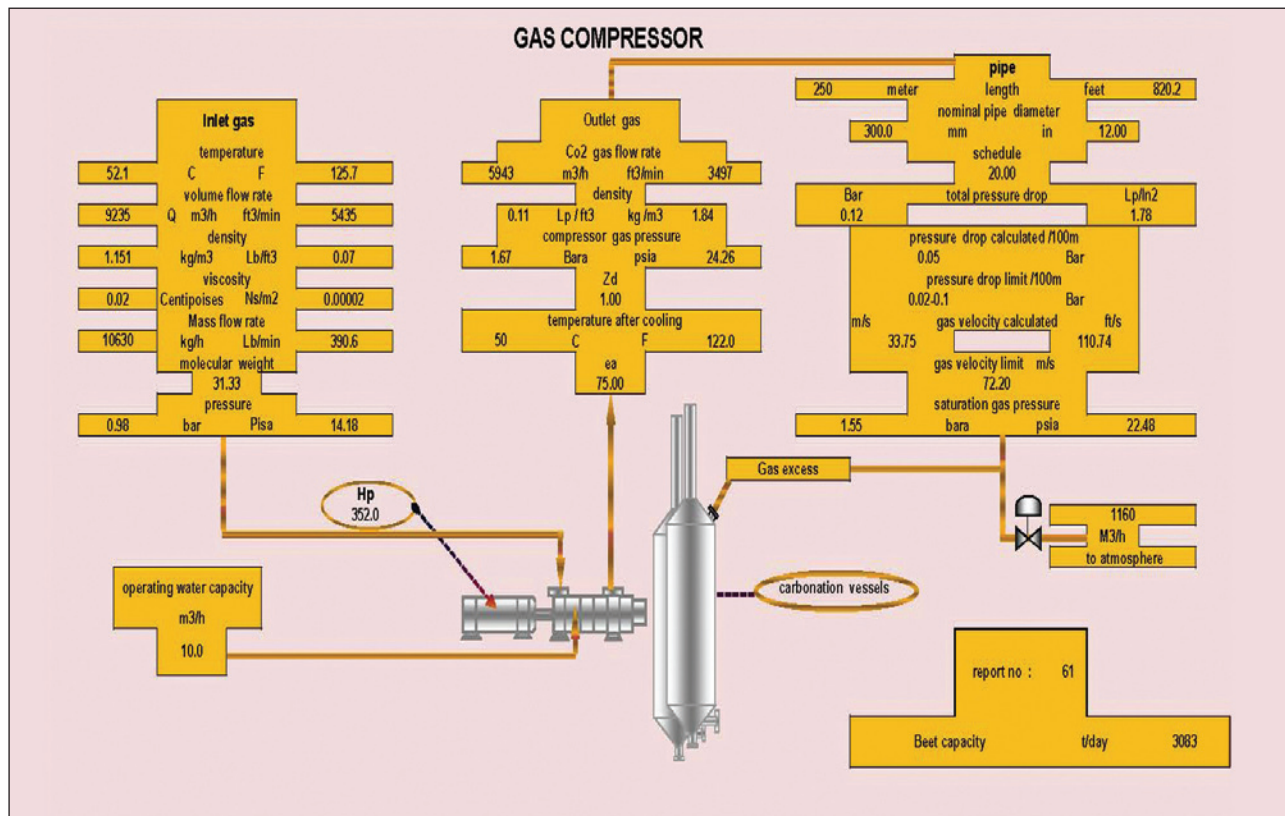 GAS COMPRESSOR
Inlet gas
temperature
52.1 C F 125.7
volume flow rate
9235 Q m3/h ft3/min 5435
density
1.151 kg/m3 Lb/ft3 0.07
viscosity
0.02 Centipoises Ns/m2 0.00002
Mass flow rate
10630 kg/h Lb/min 390.6
molecular weight
31.33
pressure
0.98 bar Pisa 14.18
Outlet gas
Co2 gas flow rate
5943 m3/h ft3/min 3497
density
0.11 Lp / ft3 kg /m3 1.84
compressor gas pressure
1.67 Bara psia 24.26
Zd
1.00
temperature after cooling
50 C F 122.0
ea
75.00
pipe
250 meter length feet 820.2
nominal pipe diameter
300.0 mm in 12.00
schedule
20.00
Bar total pressure drop Lp/In2
0.12 1.78
pressure drop calculated /100m
0.05 Bar
pressure drop limit /100m
0.02-0.1 Bar
m/s gas velocity calculated ft/s
33.75 110.74
gas velocity limit m/s
72.20
saturation gas pressure
1.55 bara psia 22.48
Gas excess
Hp
352.0
1160
M3/h
to atmosphere
operating water capacity
m3/h
10.0
carbonation vessels
report no : 61
Beet capacity t/day 3083